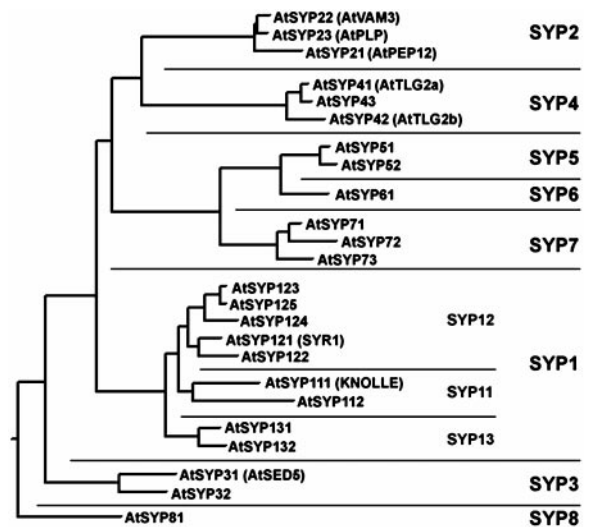 AtSYP22 (AtVAM3)
AtSYP23 (AtPLP)
AtSYP21 (AtPEP12)
SYP2
AtSYP41 (AtTLG2a)
AtSYP43
AtSYP42 (AtTLG2b)
SYP4
AtSYP51
AtSYP52
SYP5
AtSYP61
SYP6
AtSYP71
AtSYP72
AtSYP73
SYP7
AtSYP123
AtSYP125
AtSYP124
AtSYP121 (SYR1)
AtSYP122
SYP12
AtSYP111 (KNOLLE)
AtSYP112
SYP11
AtSYP131
AtSYP132
SYP13
SYP1
AtSYP31 (AtSED5)
AtSYP32
SYP3
AtSYP81
SYP8